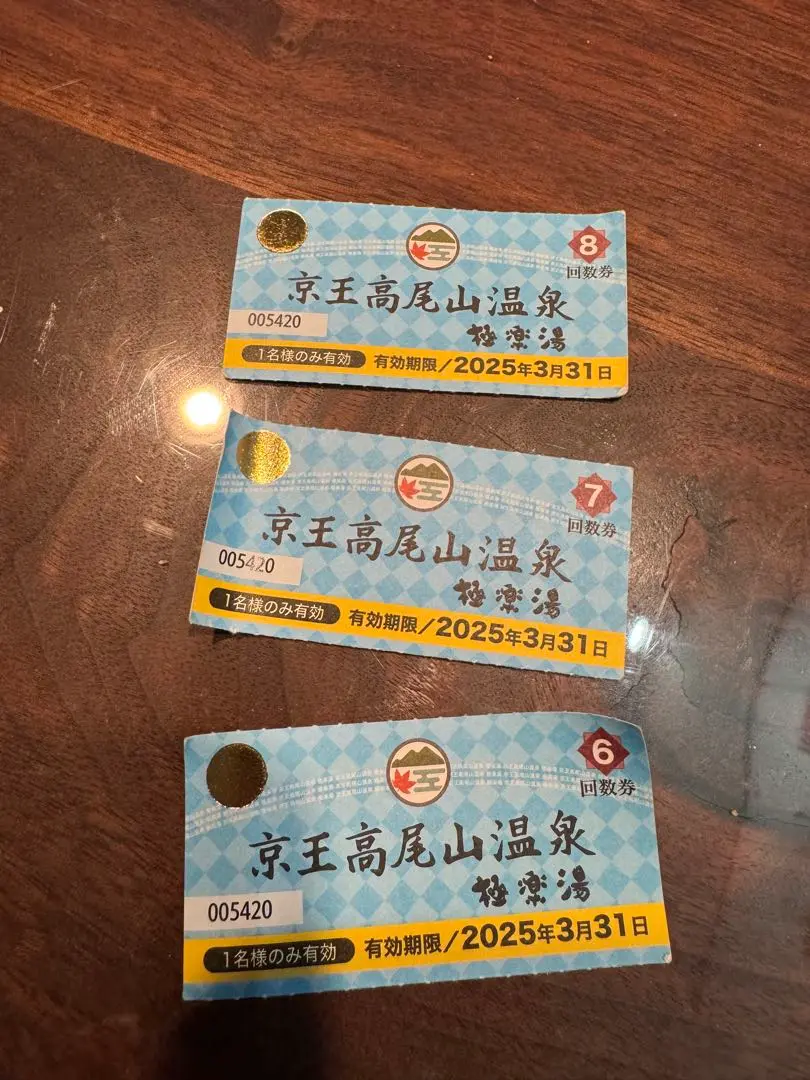 8
回数券
京王高尾山温泉
極楽湯
005420
1名様のみ有効 有効期限/2025年3月31日
7
回数券
京王高尾山温泉
極楽湯
005420
1名様のみ有効 有効期限/2025年3月31日
6
回数券
京王高尾山温泉
極楽湯
005420
1名様のみ有効 有効期限/2025年3月31日